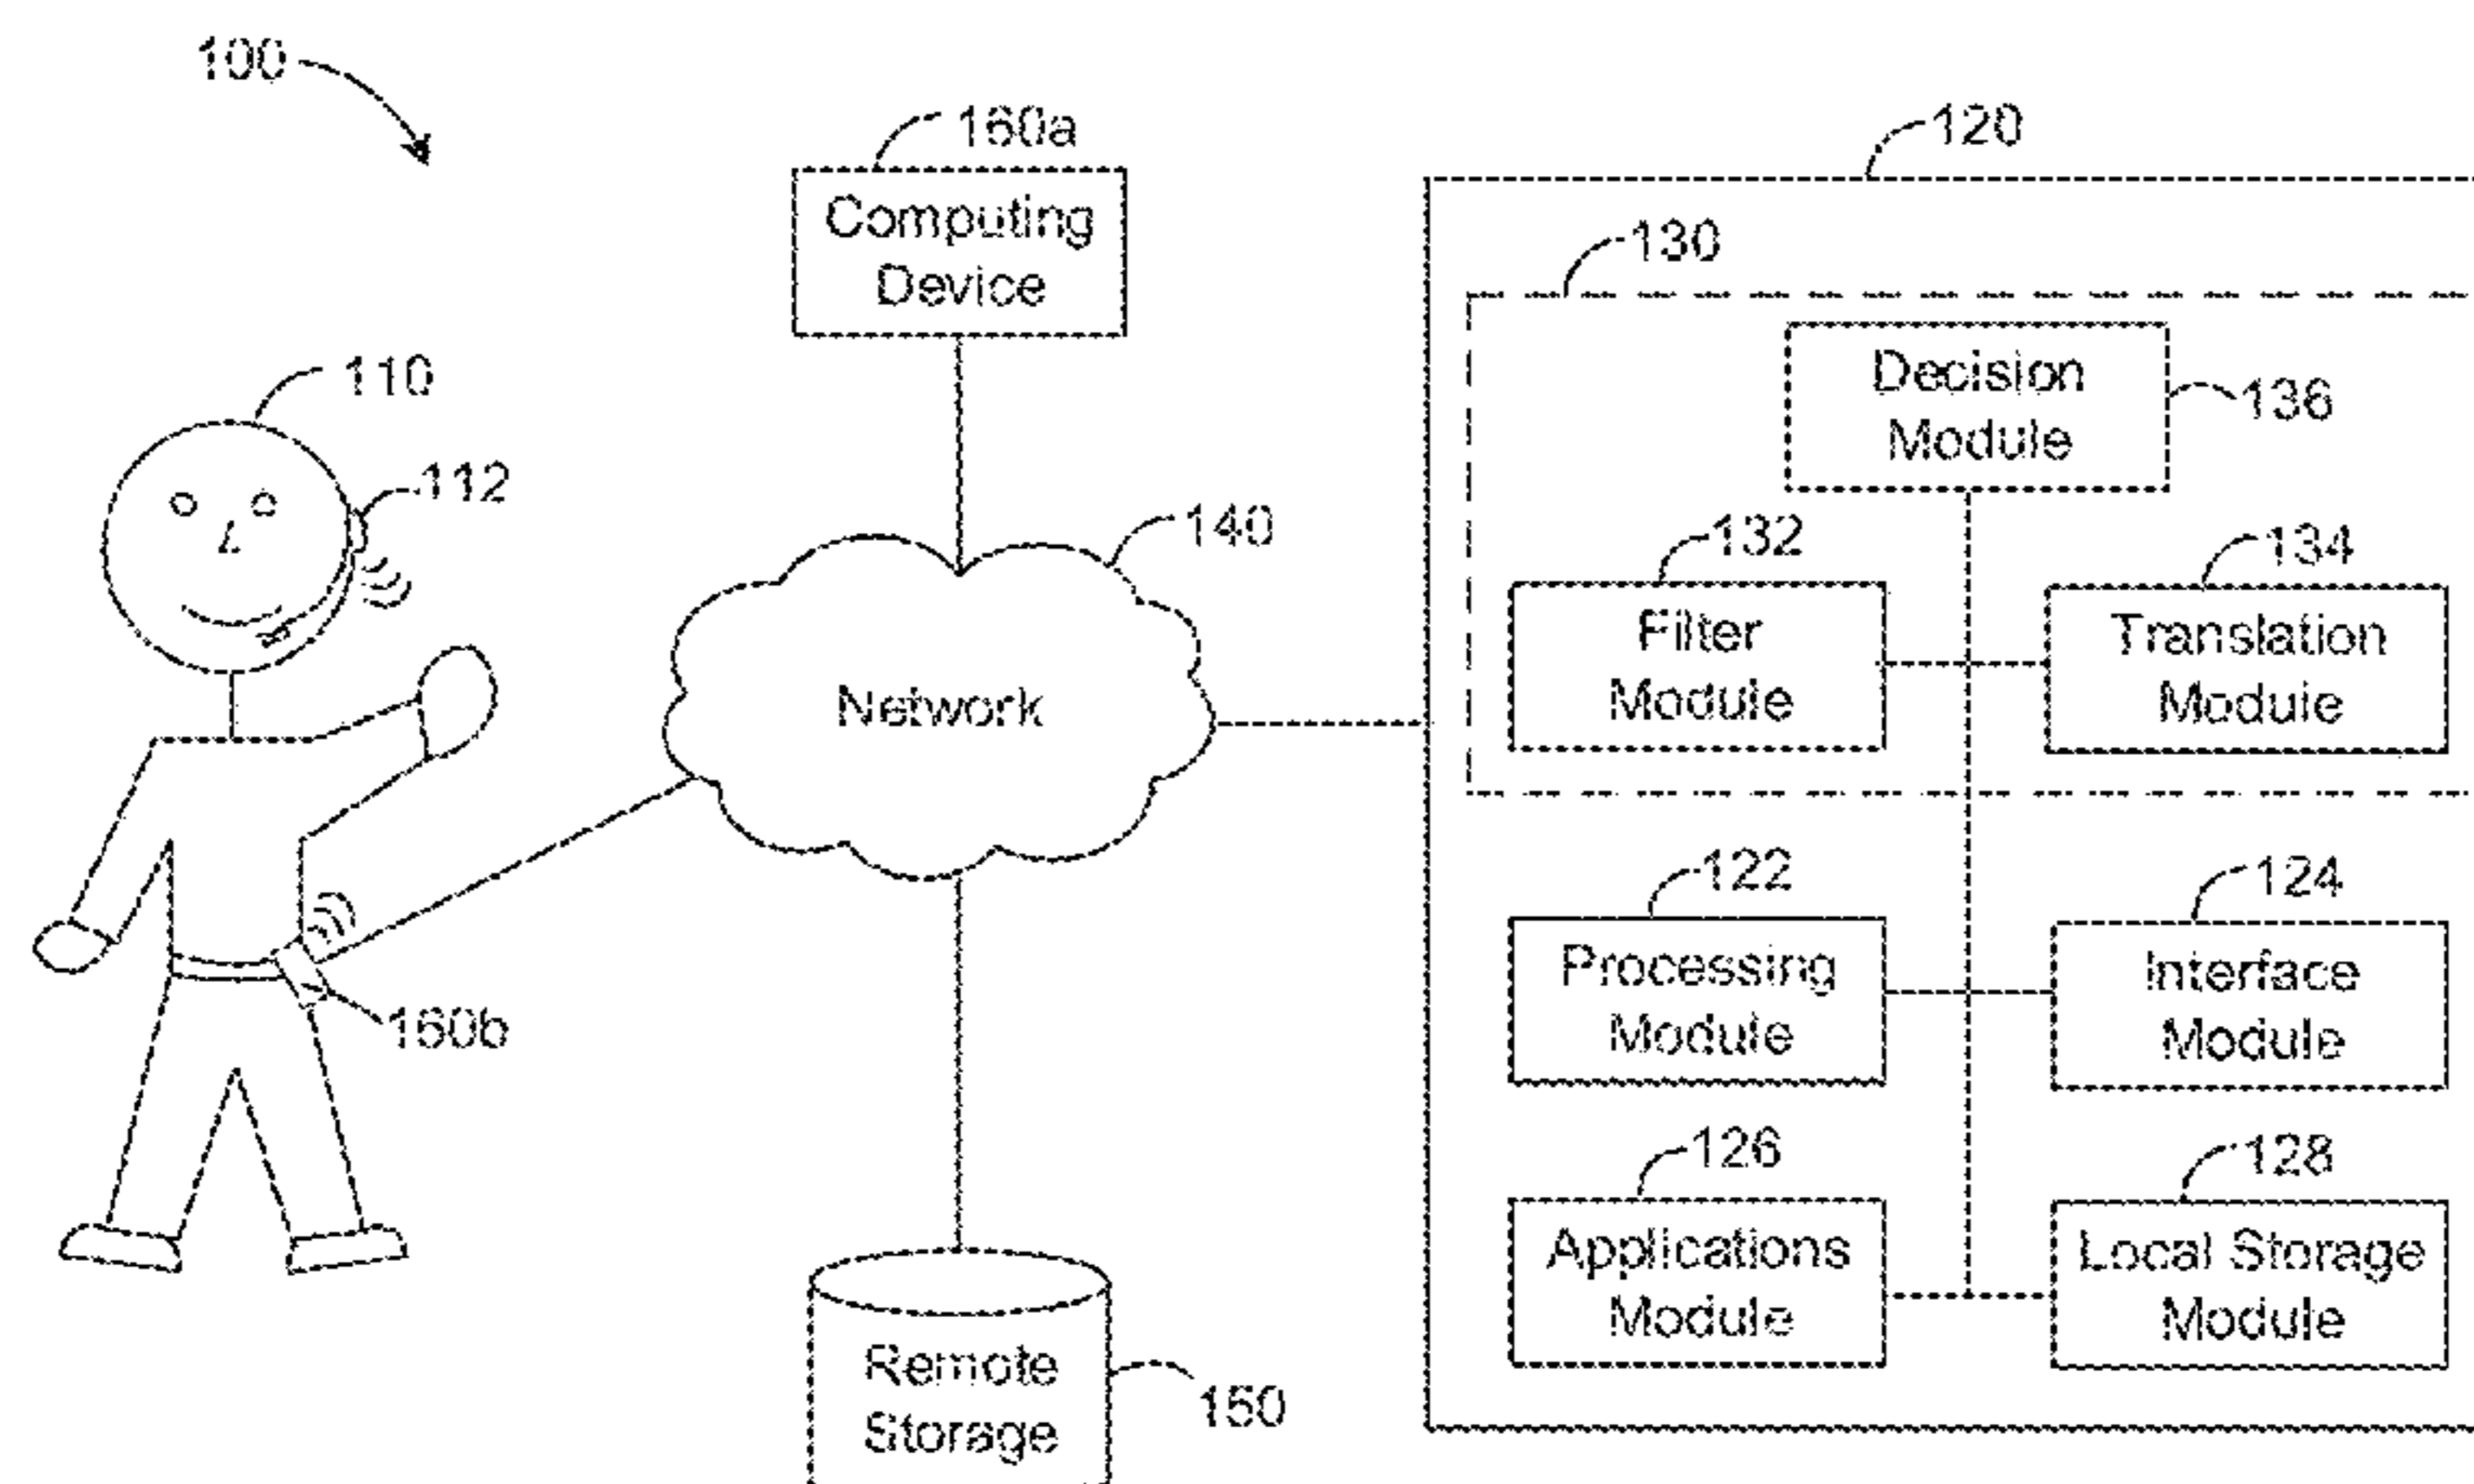 100
160a
Computing
Device
120
130
Decision
Module
136
110
112
140
132
Filter
Module
134
Translation
Module
Network
122
Processing
Module
124
Interface
Module
160b
126
Applications
Module
128
Local Storage
Module
Remote
Storage
150